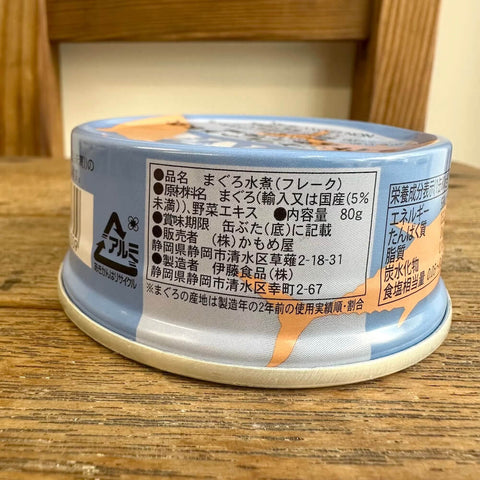 ●品名 まぐろ水煮(フレーク)
●原材料名 まぐろ(輸入又は国産(5%
未満))、野菜エキス ●内容量 80g
●賞味期限 缶ぶた(底)に記載
●販売者 (株)かもめ屋
静岡県静岡市清水区草薙2-18-31
●製造者 伊藤食品(株)
静岡県静岡市清水区幸町2-67
※まぐろの産地は製造年の2年前の使用実績順・割合
アルミ
栄養成分表示
エネルギー
たんぱく質
脂質
炭水化物
食塩相当量